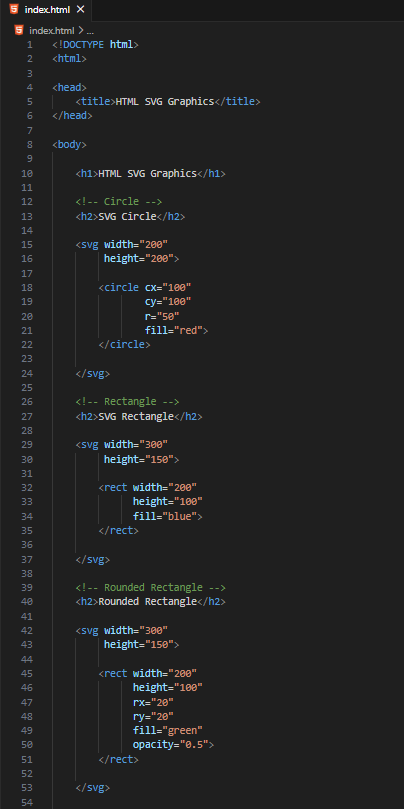 index.html ×
index.html > ...
1 <!DOCTYPE html>
2 <html>
3
4 <head>
5     <title>HTML SVG Graphics</title>
6 </head>
7
8 <body>
9
10     <h1>HTML SVG Graphics</h1>
11
12     <!-- Circle -->
13     <h2>SVG Circle</h2>
14
15     <svg width="200"
16          height="200">
17
18         <circle cx="100"
19                 cy="100"
20                 r="50"
21                 fill="red">
22         </circle>
23
24     </svg>
25
26     <!-- Rectangle -->
27     <h2>SVG Rectangle</h2>
28
29     <svg width="300"
30          height="150">
31
32         <rect width="200"
33               height="100"
34               fill="blue">
35         </rect>
36
37     </svg>
38
39     <!-- Rounded Rectangle -->
40     <h2>Rounded Rectangle</h2>
41
42     <svg width="300"
43          height="150">
44
45         <rect width="200"
46               height="100"
47               rx="20"
48               ry="20"
49               fill="green"
50               opacity="0.5">
51         </rect>
52
53     </svg>
54